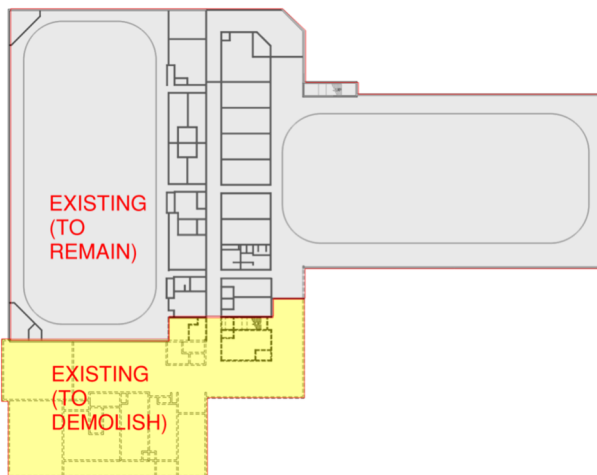 EXISTING
(TO
REMAIN)
EXISTING
(TO
DEMOLISH)